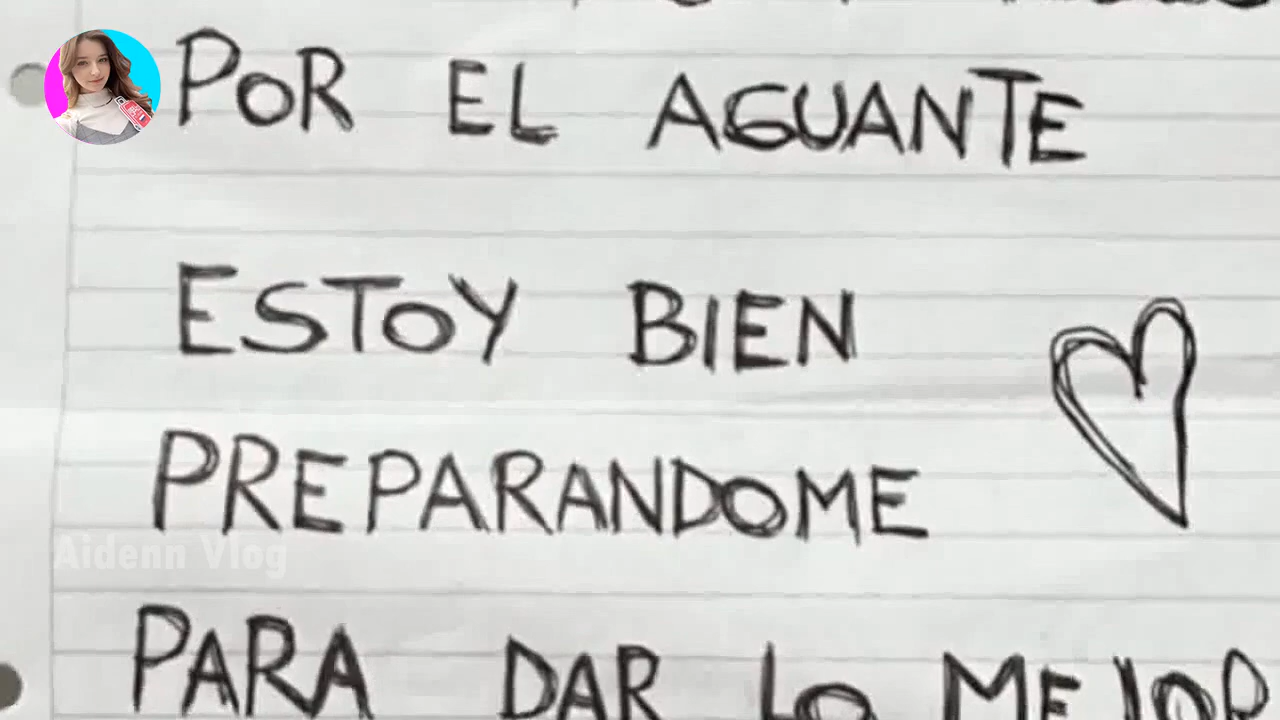 POR EL AGUANTE
ESTOY BIEN
PREPARANDOME
Aidenn Vlog
PARA DAR LO MEJOR